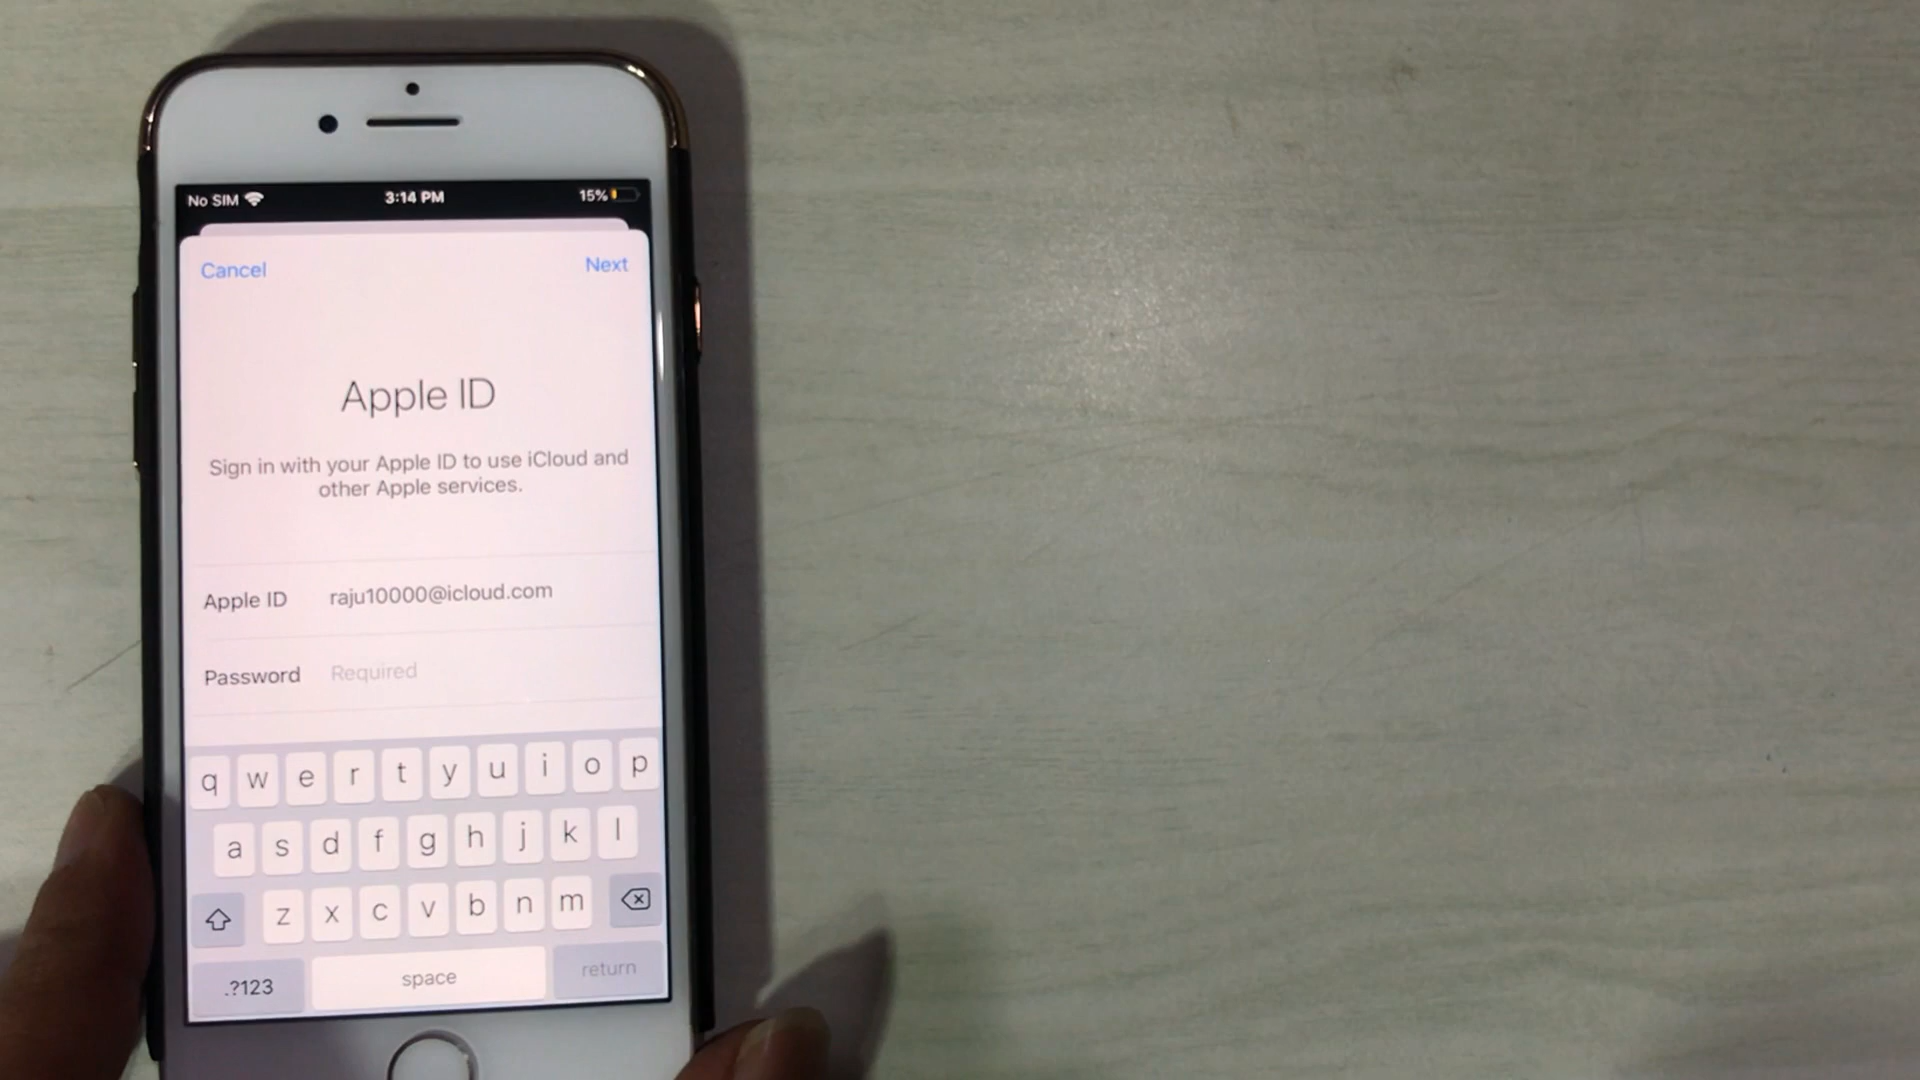 No SIM 3:14 PM 15%
Cancel Next
Apple ID
Sign in with your Apple ID to use iCloud and
other Apple services.
Apple ID raju10000@icloud.com
Password Required
q w e r t y u i o p
a s d f g h j k l
z x c v b n m
.?123 space return